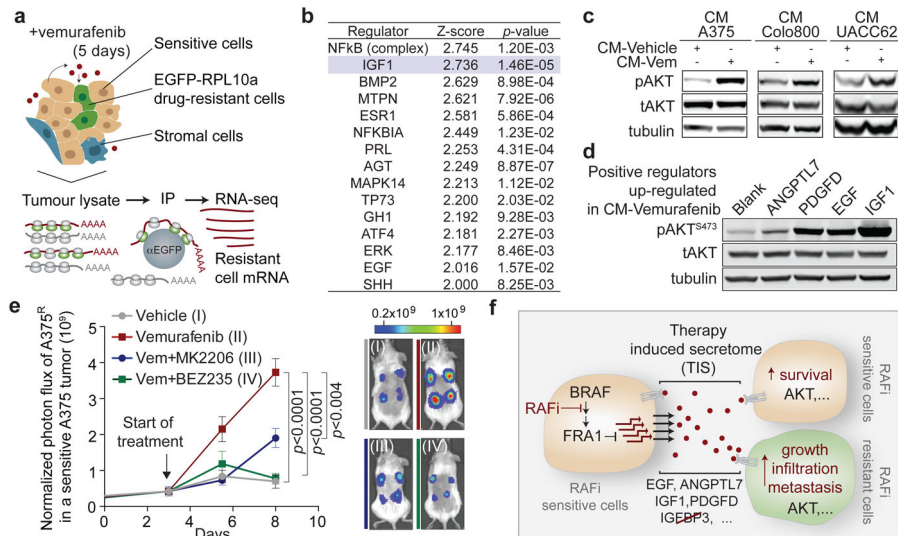 a
+vemurafenib
(5 days)
Sensitive cells
EGFP-RPL10a
drug-resistant cells
Stromal cells
Tumour lysate
IP
RNA-seq
AAAA
AAAA
AAAA
AAAA
αEGFP
AAAA
Resistant
cell mRNA
b
Regulator Z-score p-value
NFkB (complex) 2.745 1.20E-03
IGF1 2.736 1.46E-05
BMP2 2.629 8.98E-04
MTPN 2.621 7.92E-06
ESR1 2.581 5.86E-04
NFKBIA 2.449 1.23E-02
PRL 2.253 4.31E-04
AGT 2.249 8.87E-07
MAPK14 2.213 1.12E-02
TP73 2.200 2.03E-02
GH1 2.192 9.28E-03
ATF4 2.181 2.27E-03
ERK 2.177 8.46E-03
EGF 2.016 1.57E-02
SHH 2.000 8.25E-03
c
CM CM CM
A375 Colo800 UACC62
CM-Vehicle + + +
CM-Vem + + +
pAKT
tAKT
tubulin
d
Positive regulators
up-regulated
in CM-Vemurafenib
Blank
ANGPTL7
PDGFD
EGF
IGF1
pAKTS473
tAKT
tubulin
e
Normalized photon flux of A375R
in a sensitive A375 tumor (10⁹)
5
4
3
2
1
0
Vehicle (I)
Vemurafenib (II)
Vem+MK2206 (III)
Vem+BEZ235 (IV)
Start of
treatment
p<0.0001
p<0.0001
p<0.004
0 2 4 6 8 10
Days
0.2x10⁹ 1x10⁹
(I) (II)
(III) (IV)
f
Therapy
induced secretome
(TIS)
BRAF
RAFi
FRA1
RAFi
sensitive cells
EGF, ANGPTL7
IGF1,PDGFD
IGFBP3, ...
survival
AKT,...
RAFi
sensitive cells
growth
infiltration
metastasis
AKT,...
RAFi
resistant cells